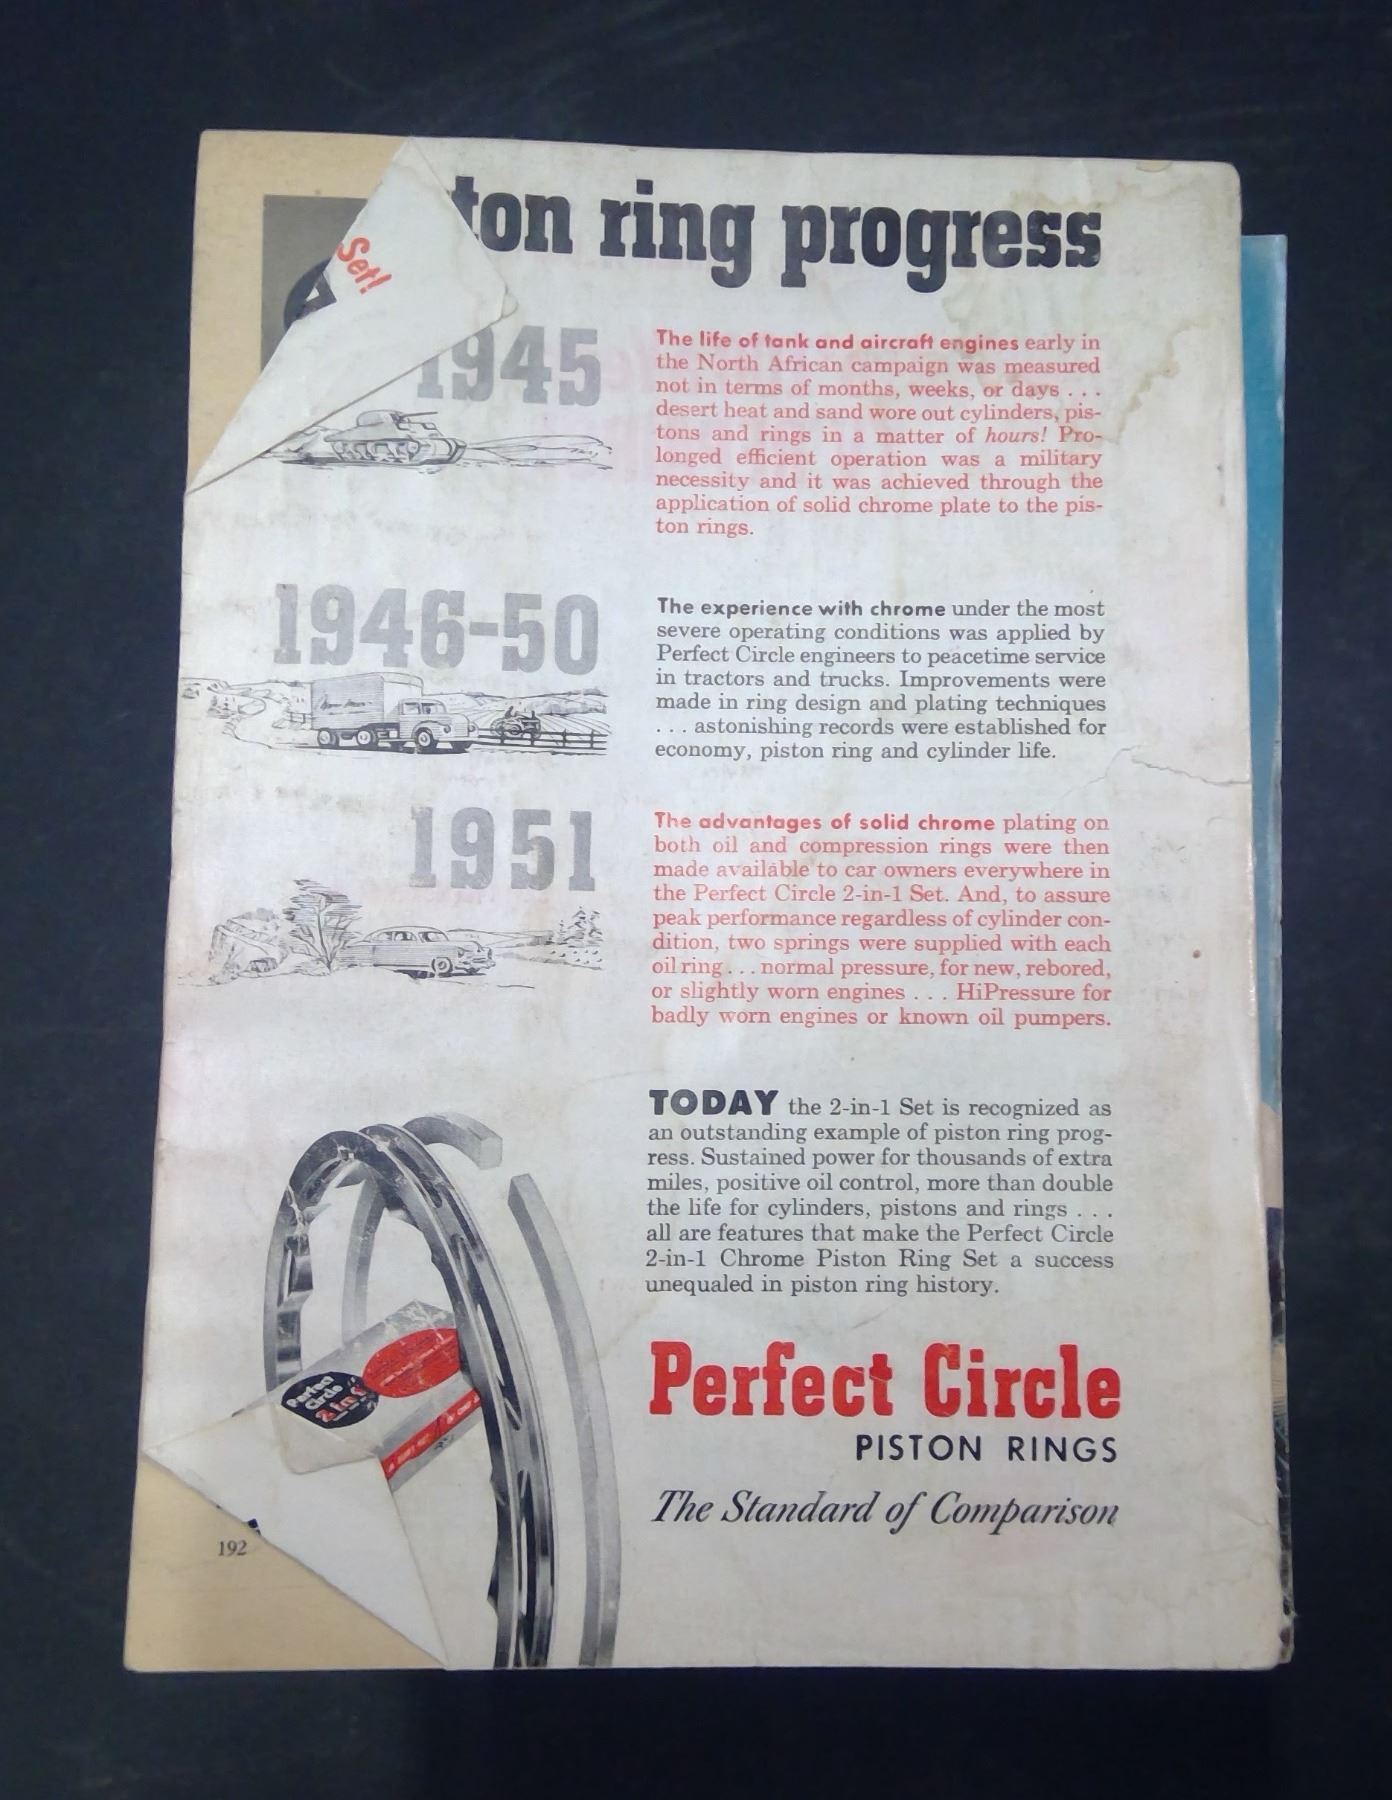 ton ring progress
Set!
1945
The life of tank and aircraft engines early in
the North African campaign was measured
not in terms of months, weeks, or days . . .
desert heat and sand wore out cylinders, pis-
tons and rings in a matter of hours! Pro-
longed efficient operation was a military
necessity and it was achieved through the
application of solid chrome plate to the pis-
ton rings.
1946-50
The experience with chrome under the most
severe operating conditions was applied by
Perfect Circle engineers to peacetime service
in tractors and trucks. Improvements were
made in ring design and plating techniques
. . . astonishing records were established for
economy, piston ring and cylinder life.
1951
The advantages of solid chrome plating on
both oil and compression rings were then
made available to car owners everywhere in
the Perfect Circle 2-in-1 Set. And, to assure
peak performance regardless of cylinder con-
dition, two springs were supplied with each
oil ring . . . normal pressure, for new, rebored,
or slightly worn engines . . . HiPressure for
badly worn engines or known oil pumpers.
TODAY the 2-in-1 Set is recognized as
an outstanding example of piston ring prog-
ress. Sustained power for thousands of extra
miles, positive oil control, more than double
the life for cylinders, pistons and rings . . .
all are features that make the Perfect Circle
2-in-1 Chrome Piston Ring Set a success
unequaled in piston ring history.
Perfect
Circle
2 in 1
Perfect Circle
PISTON RINGS
The Standard of Comparison
192